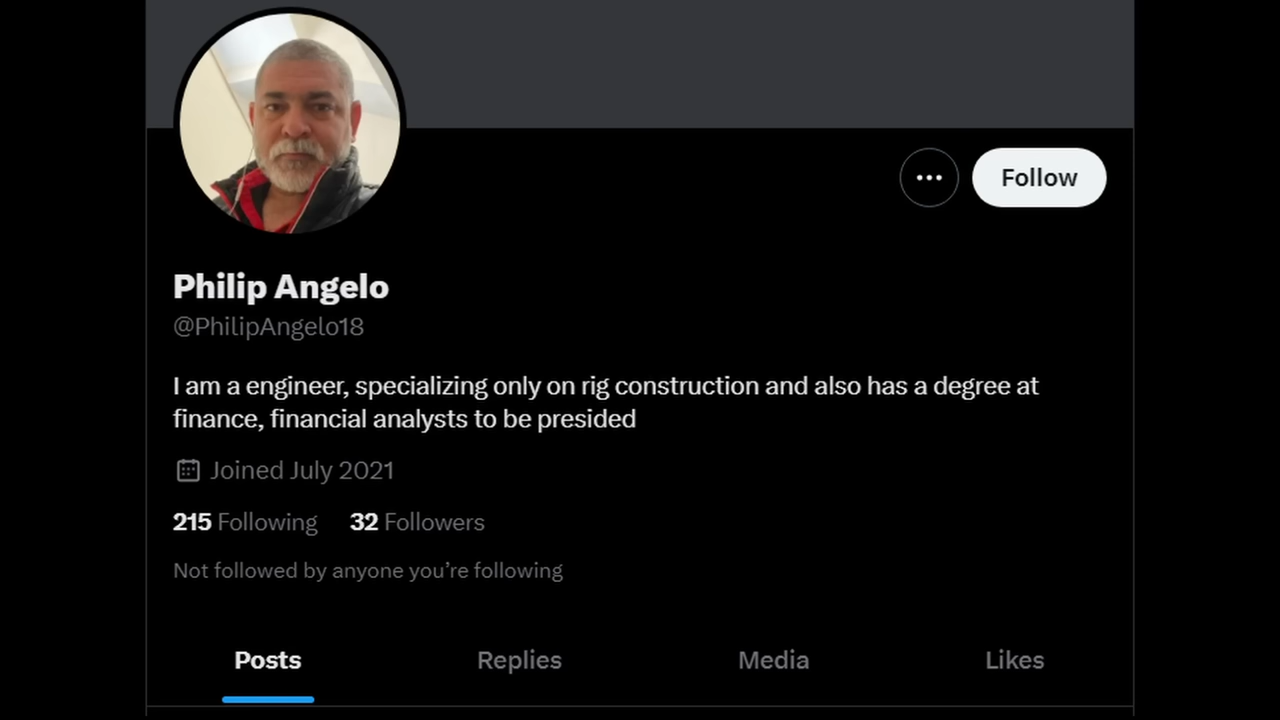 Follow
Philip Angelo
@PhilipAngelo18
I am a engineer, specializing only on rig construction and also has a degree at
finance, financial analysts to be presided
Joined July 2021
215 Following 32 Followers
Not followed by anyone you’re following
Posts Replies Media Likes